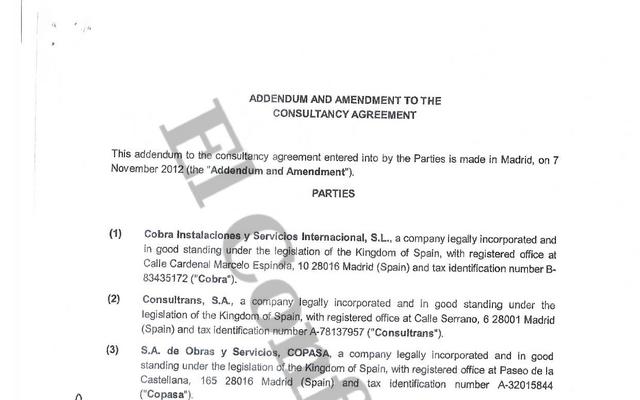 ADDENDUM AND AMENDMENT TO THE
CONSULTANCY AGREEMENT
This addendum to the consultancy agreement entered into by the Parties is made in Madrid, on 7
November 2012 (the "Addendum and Amendment").
PARTIES
(1) Cobra Instalaciones y Servicios Internacional, S.L., a company legally incorporated and
in good standing under the legislation of the Kingdom of Spain, with registered office at
Calle Cardenal Marcelo Espinola, 10 28016 Madrid (Spain) and tax identification number B-
83435172 ("Cobra").
(2) Consultrans, S.A., a company legally incorporated and in good standing under the
legislation of the Kingdom of Spain, with registered office at Calle Serrano, 6 28001 Madrid
(Spain) and tax identification number A-78137957 ("Consultrans").
(3) S.A. de Obras y Servicios, COPASA, a company legally incorporated and in good
standing under the legislation of the Kingdom of Spain, with registered office at Paseo de la
Castellana, 165 28016 Madrid (Spain) and tax identification number A-32015844
("Copasa").
El Conf